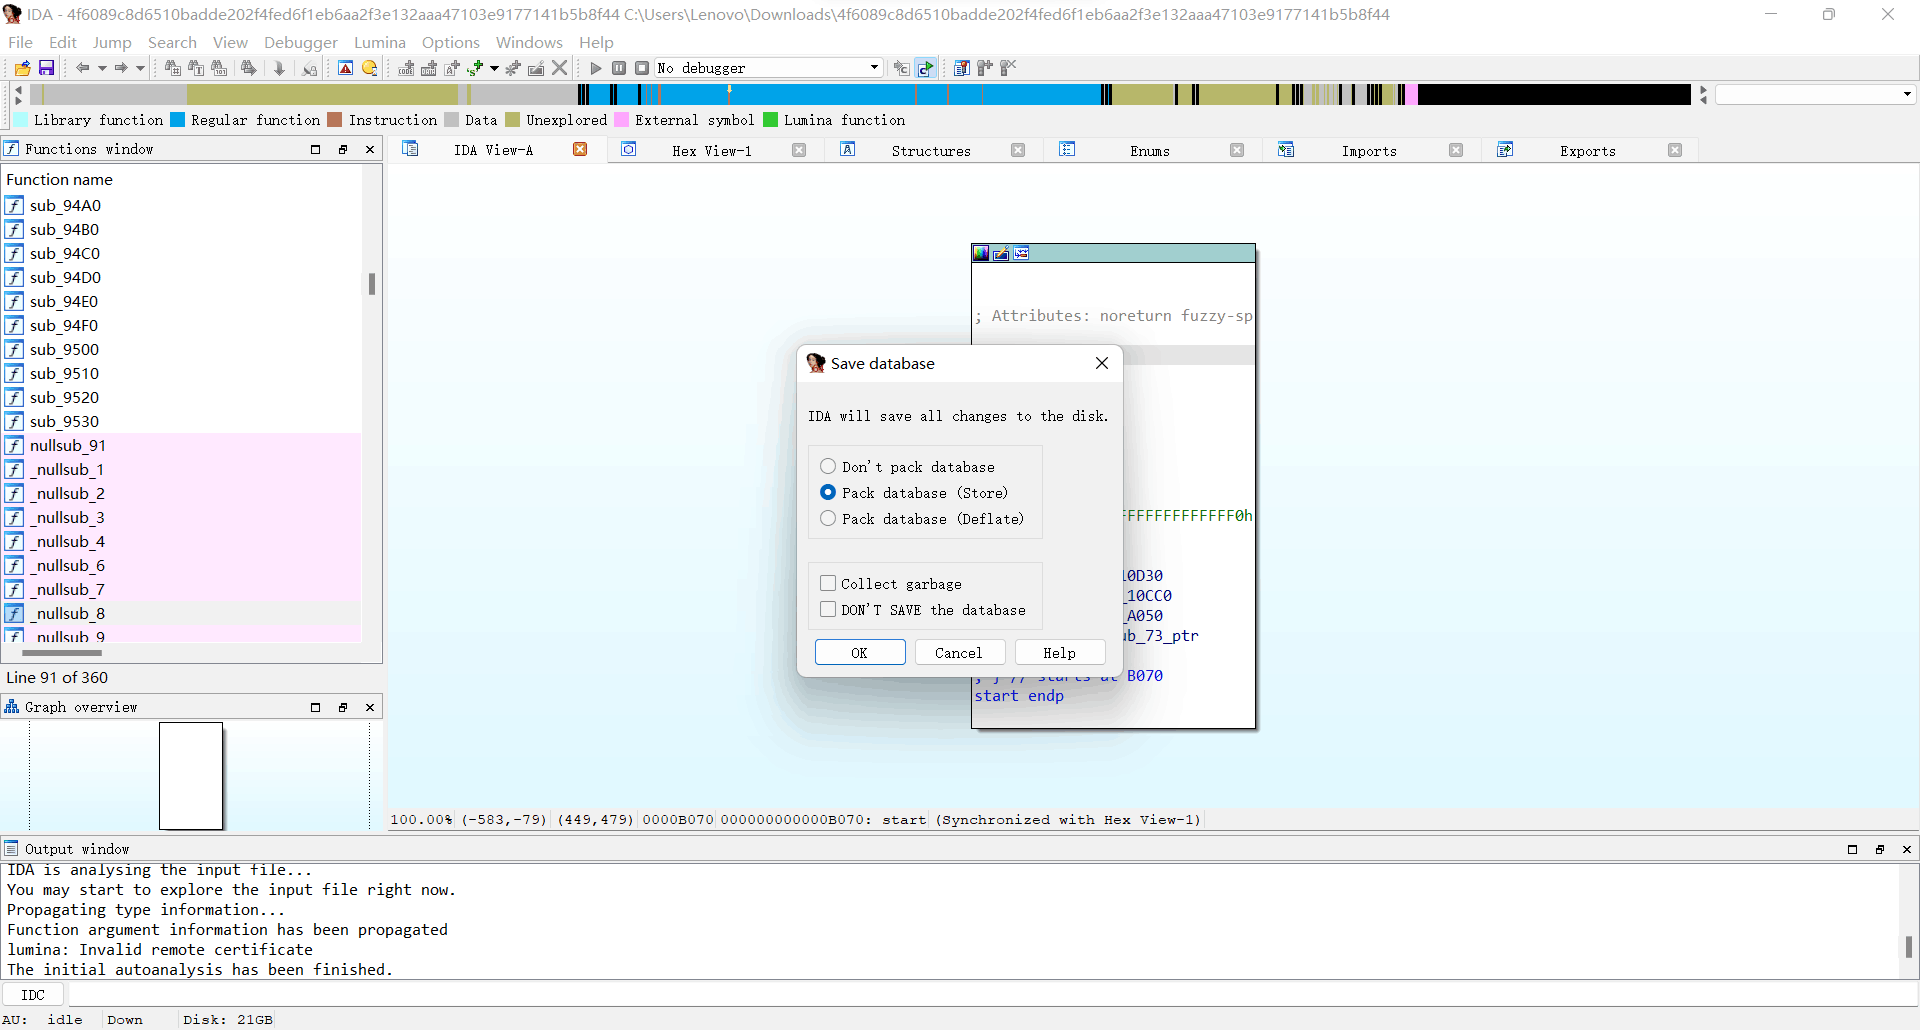 IDA - 4f6089c8d6510badde202f4fed6f1eb6aa2f3e132aaa47103e9177141b5b8f44 C:\Users\Lenovo\Downloads\4f6089c8d6510badde202f4fed6f1eb6aa2f3e132aaa47103e9177141b5b8f44
File Edit Jump Search View Debugger Lumina Options Windows Help
No debugger
Library function Regular function Instruction Data Unexplored External symbol Lumina function
Functions window
IDA View-A Hex View-1 Structures Enums Imports Exports
Function name
sub_94A0
sub_94B0
sub_94C0
sub_94D0
sub_94E0
sub_94F0
sub_9500
sub_9510
sub_9520
sub_9530
nullsub_91
_nullsub_1
_nullsub_2
_nullsub_3
_nullsub_4
_nullsub_6
_nullsub_7
_nullsub_8
_nullsub_9
Line 91 of 360
Graph overview
; Attributes: noreturn fuzzy-sp
FFFFFFFFFFFFF0h
10D30
_10CC0
_A050
ub_73_ptr
; } // starts at B070
start endp
Save database
IDA will save all changes to the disk.
Don't pack database
Pack database (Store)
Pack database (Deflate)
Collect garbage
DON'T SAVE the database
OK Cancel Help
100.00% (-583,-79) (449,479) 0000B070 000000000000B070: start (Synchronized with Hex View-1)
Output window
IDA is analysing the input file...
You may start to explore the input file right now.
Propagating type information...
Function argument information has been propagated
lumina: Invalid remote certificate
The initial autoanalysis has been finished.
IDC
AU: idle Down Disk: 21GB